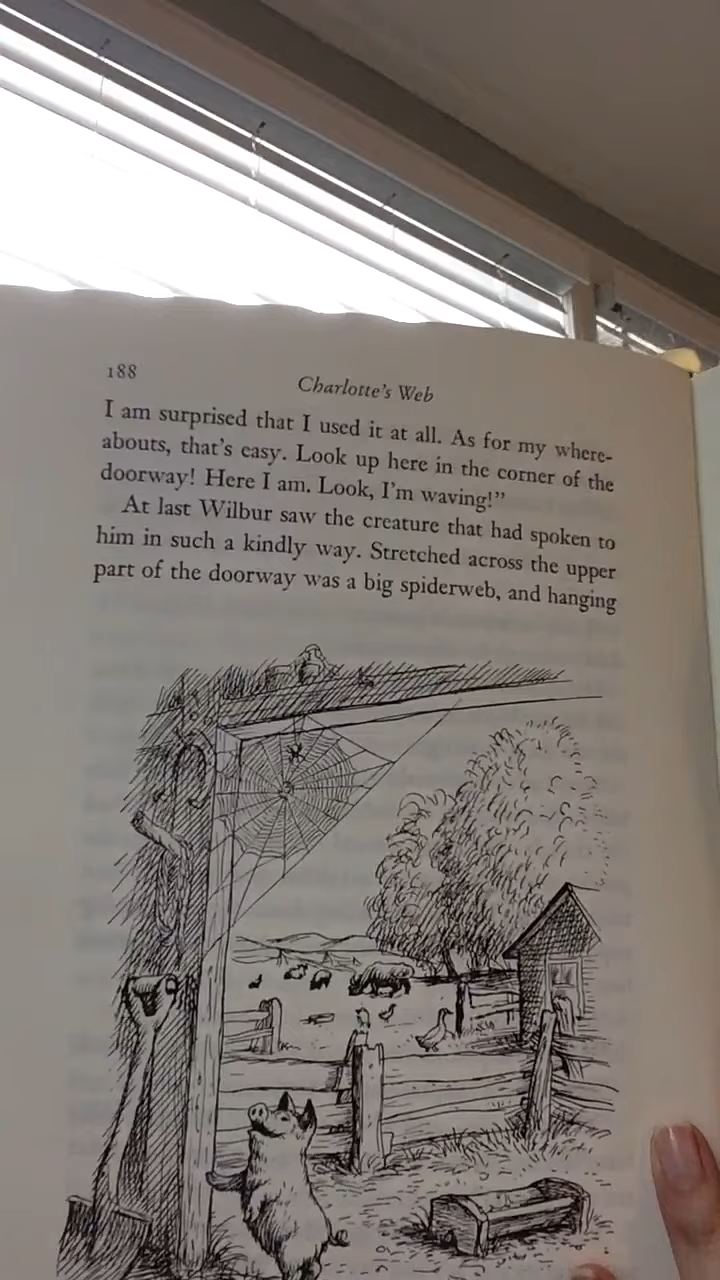 188
Charlotte's Web
I am surprised that I used it at all. As for my where-
abouts, that's easy. Look up here in the corner of the
doorway! Here I am. Look, I'm waving!"
At last Wilbur saw the creature that had spoken to
him in such a kindly way. Stretched across the upper
part of the doorway was a big spiderweb, and hanging